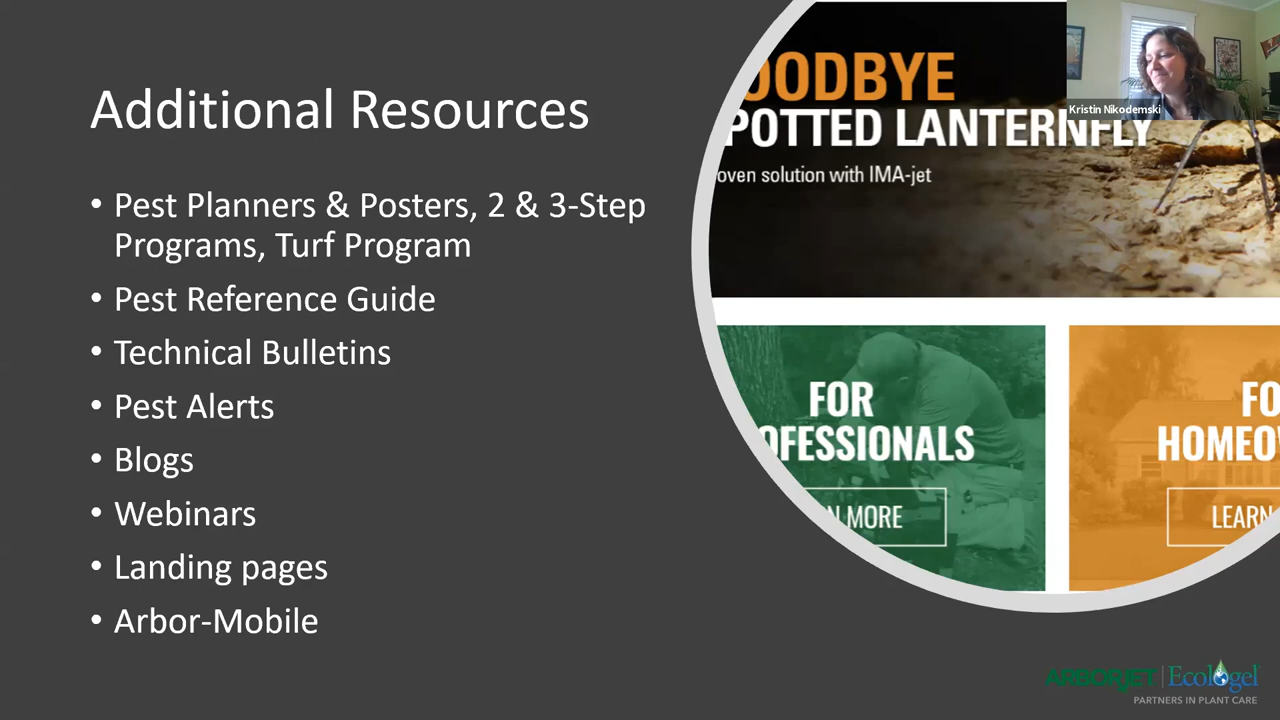 Additional Resources
• Pest Planners & Posters, 2 & 3-Step
Programs, Turf Program
• Pest Reference Guide
• Technical Bulletins
• Pest Alerts
• Blogs
• Webinars
• Landing pages
• Arbor-Mobile
OODBYE
POTTED LANTERNFLY
oven solution with IMA-jet
Kristin Nikodemski
FOR
OFESSIONALS
N MORE
FO
HOMEOW
LEARN
ARBORJET | Ecologel
PARTNERS IN PLANT CARE